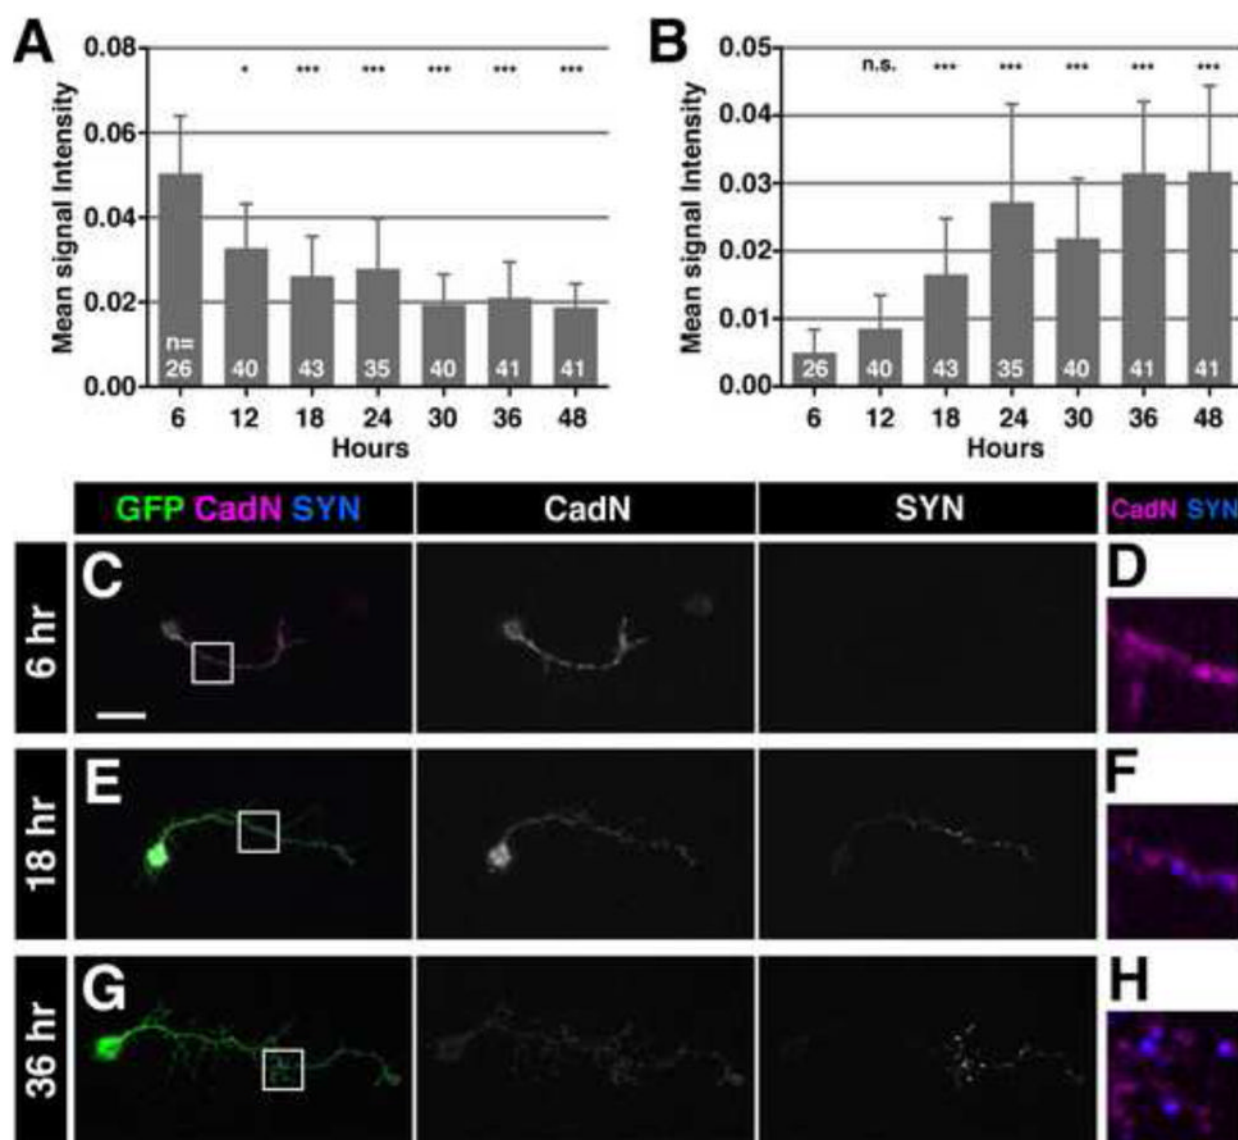 A
B
Mean signal Intensity
0.08
0.06
0.04
0.02
0.00
* *** *** *** *** ***
n=
26 40 43 35 40 41 41
6 12 18 24 30 36 48
Hours
Mean signal Intensity
0.05
0.04
0.03
0.02
0.01
0.00
n.s. *** *** *** *** ***
26 40 43 35 40 41 41
6 12 18 24 30 36 48
Hours
GFP CadN SYN
CadN
SYN
CadN SYN
6 hr
C
D
18 hr
E
F
36 hr
G
H